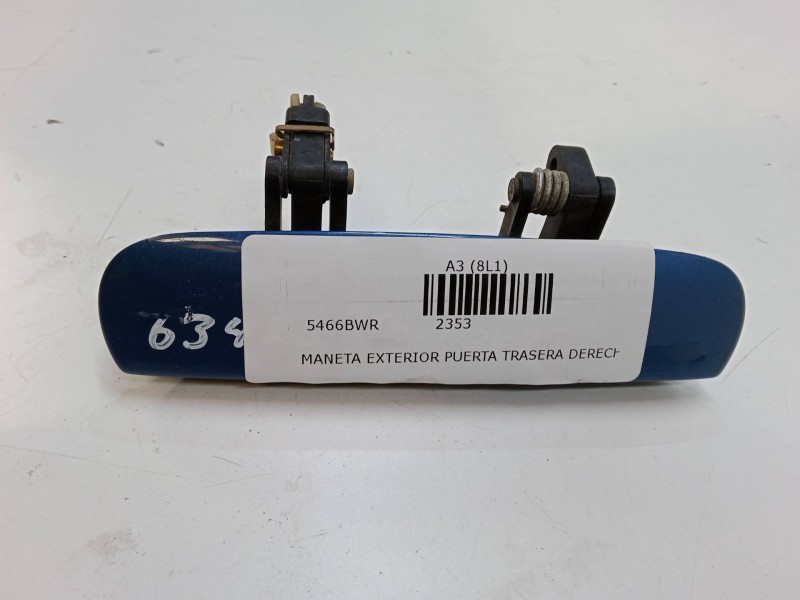 A3 (8L1)
5466BWR 2353
MANETA EXTERIOR PUERTA TRASERA DERECH
634